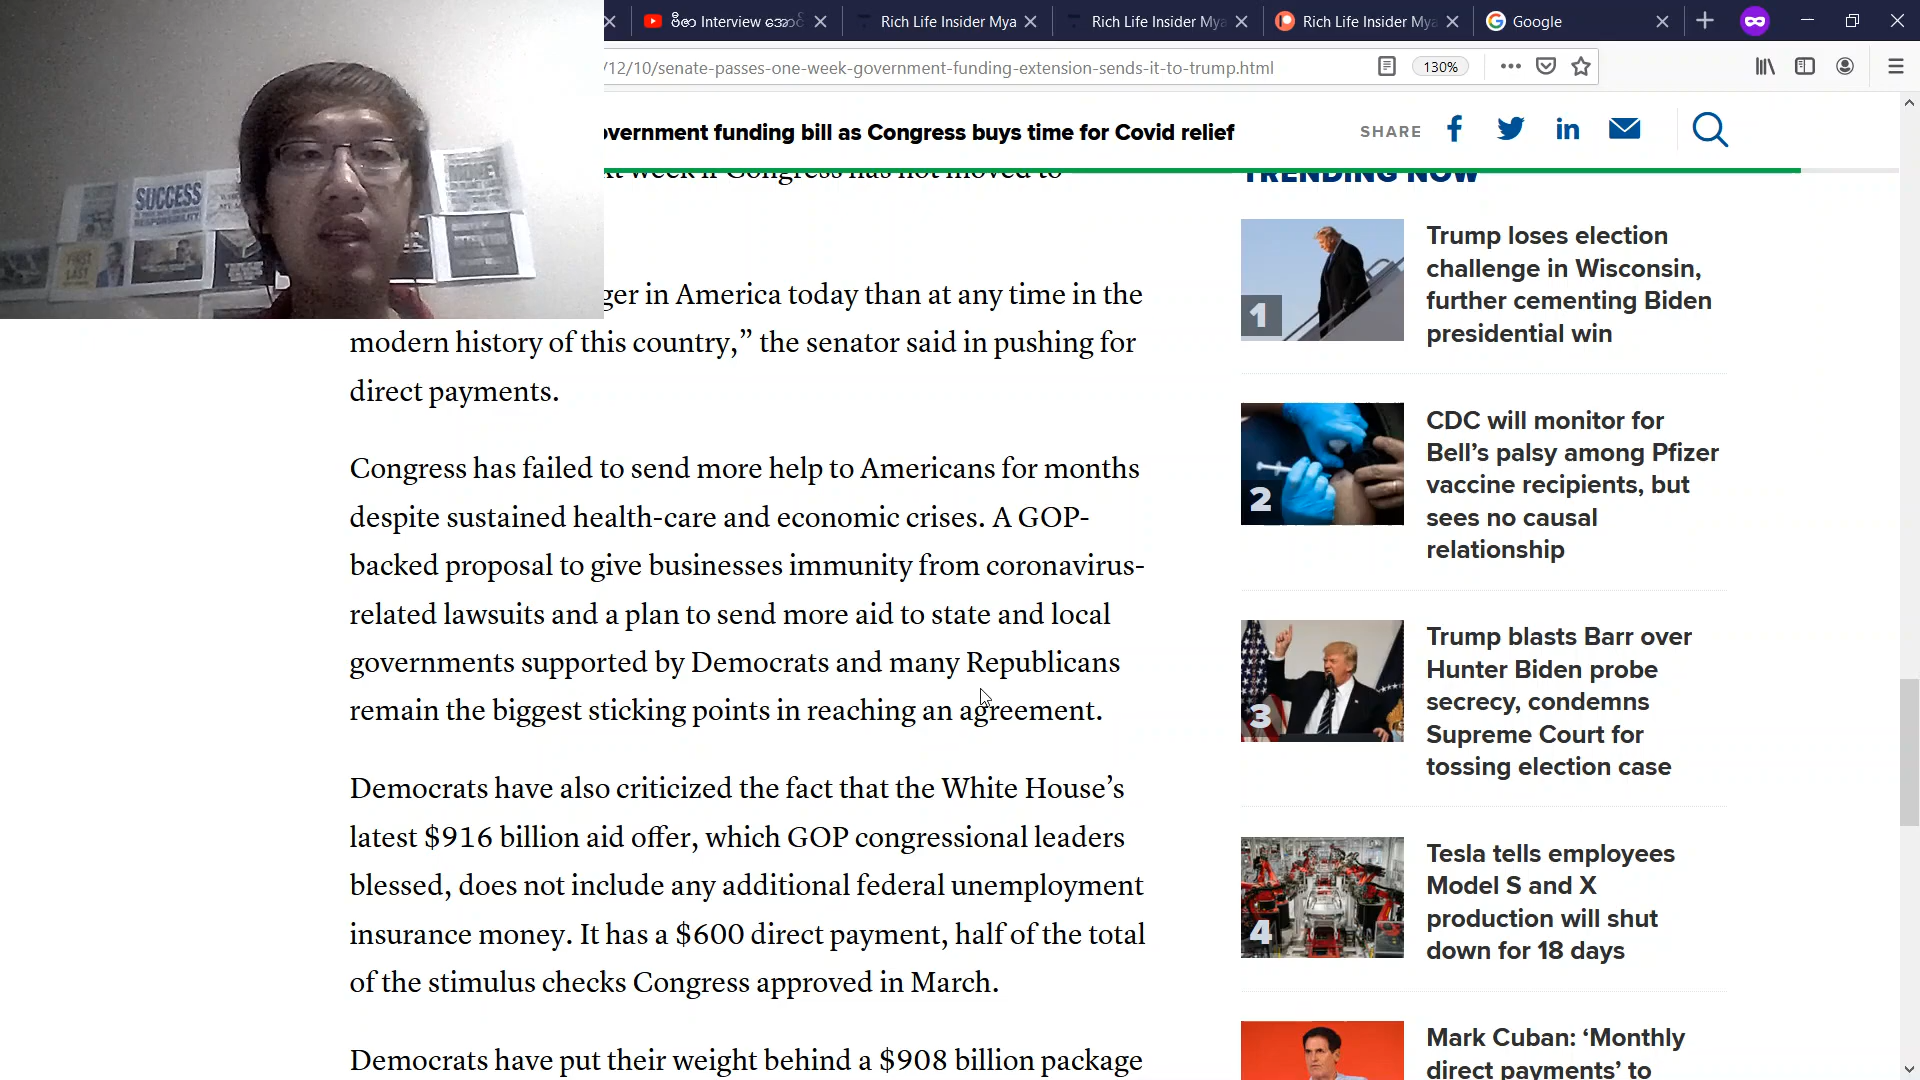 ဗီဇာ Interview အောင်
Rich Life Insider Mya
Rich Life Insider Mya
Rich Life Insider Mya
Google
/12/10/senate-passes-one-week-government-funding-extension-sends-it-to-trump.html
130%
overnment funding bill as Congress buys time for Covid relief
SHARE
TRENDING NOW
xt week if Congress has not moved to
SUCCESS
RESPONSIBILITY
FIRST
LAST
ger in America today than at any time in the
modern history of this country,” the senator said in pushing for
direct payments.
Congress has failed to send more help to Americans for months
despite sustained health-care and economic crises. A GOP-
backed proposal to give businesses immunity from coronavirus-
related lawsuits and a plan to send more aid to state and local
governments supported by Democrats and many Republicans
remain the biggest sticking points in reaching an agreement.
Democrats have also criticized the fact that the White House’s
latest $916 billion aid offer, which GOP congressional leaders
blessed, does not include any additional federal unemployment
insurance money. It has a $600 direct payment, half of the total
of the stimulus checks Congress approved in March.
Democrats have put their weight behind a $908 billion package
1
Trump loses election
challenge in Wisconsin,
further cementing Biden
presidential win
2
CDC will monitor for
Bell’s palsy among Pfizer
vaccine recipients, but
sees no causal
relationship
3
Trump blasts Barr over
Hunter Biden probe
secrecy, condemns
Supreme Court for
tossing election case
4
Tesla tells employees
Model S and X
production will shut
down for 18 days
Mark Cuban: ‘Monthly
direct payments’ to